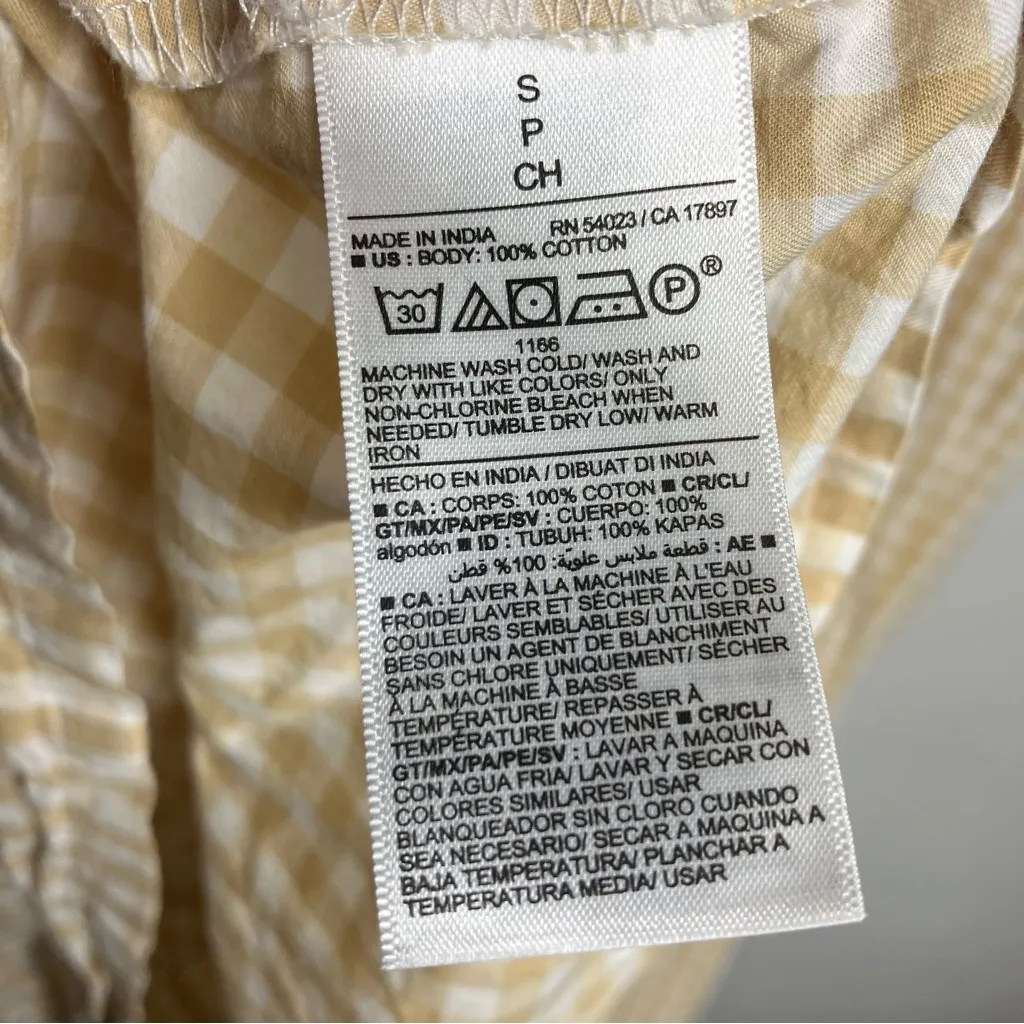 S
P
CH
MADE IN INDIA RN 54023 / CA 17897
■ US : BODY: 100% COTTON
30 P ®
1166
MACHINE WASH COLD/ WASH AND
DRY WITH LIKE COLORS/ ONLY
NON-CHLORINE BLEACH WHEN
NEEDED/ TUMBLE DRY LOW/ WARM
IRON
HECHO EN INDIA / DIBUAT DI INDIA
■ CA : CORPS: 100% COTON ■ CR/CL/
GT/MX/PA/PE/SV : CUERPO: 100%
algodón ■ ID : TUBUH: 100% KAPAS
■ AE : قطعة ملابس علويّة: 100% قطن
■ CA : LAVER À LA MACHINE À L'EAU
FROIDE/ LAVER ET SÉCHER AVEC DES
COULEURS SEMBLABLES/ UTILISER AU
BESOIN UN AGENT DE BLANCHIMENT
SANS CHLORE UNIQUEMENT/ SÉCHER
À LA MACHINE À BASSE
TEMPÉRATURE/ REPASSER À
TEMPÉRATURE MOYENNE ■ CR/CL/
GT/MX/PA/PE/SV : LAVAR A MAQUINA
CON AGUA FRIA/ LAVAR Y SECAR CON
COLORES SIMILARES/ USAR
BLANQUEADOR SIN CLORO CUANDO
SEA NECESARIO/ SECAR A MAQUINA A
BAJA TEMPERATURA/ PLANCHAR A
TEMPERATURA MEDIA/ USAR